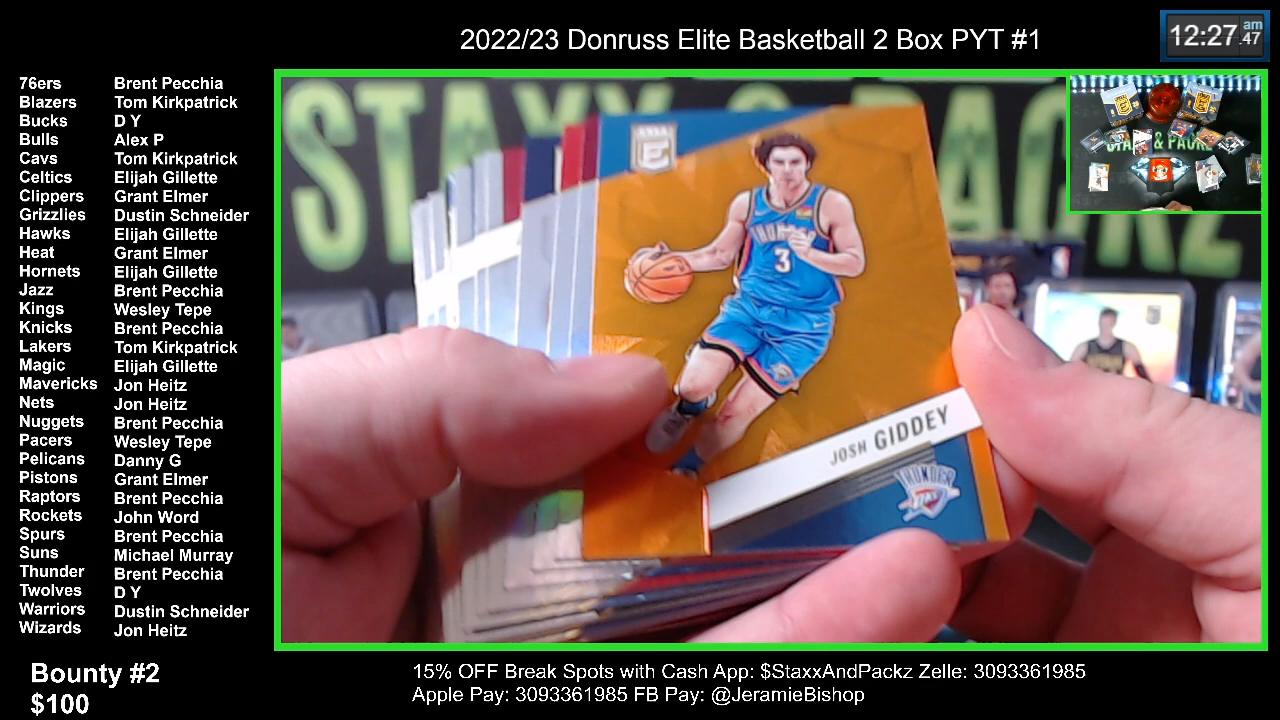 2022/23 Donruss Elite Basketball 2 Box PYT #1
12:27.47 am
76ers Brent Pecchia
Blazers Tom Kirkpatrick
Bucks D Y
Bulls Alex P
Cavs Tom Kirkpatrick
Celtics Elijah Gillette
Clippers Grant Elmer
Grizzlies Dustin Schneider
Hawks Elijah Gillette
Heat Grant Elmer
Hornets Elijah Gillette
Jazz Brent Pecchia
Kings Wesley Tepe
Knicks Brent Pecchia
Lakers Tom Kirkpatrick
Magic Elijah Gillette
Mavericks Jon Heitz
Nets Jon Heitz
Nuggets Brent Pecchia
Pacers Wesley Tepe
Pelicans Danny G
Pistons Grant Elmer
Raptors Brent Pecchia
Rockets John Word
Spurs Brent Pecchia
Suns Michael Murray
Thunder Brent Pecchia
Twolves D Y
Warriors Dustin Schneider
Wizards Jon Heitz
Bounty #2
$100
STAXX & PACKZ
E
THUNDER
3
JOSH GIDDEY
THUNDER
OKC
15% OFF Break Spots with Cash App: $StaxxAndPackz Zelle: 3093361985
Apple Pay: 3093361985 FB Pay: @JeramieBishop